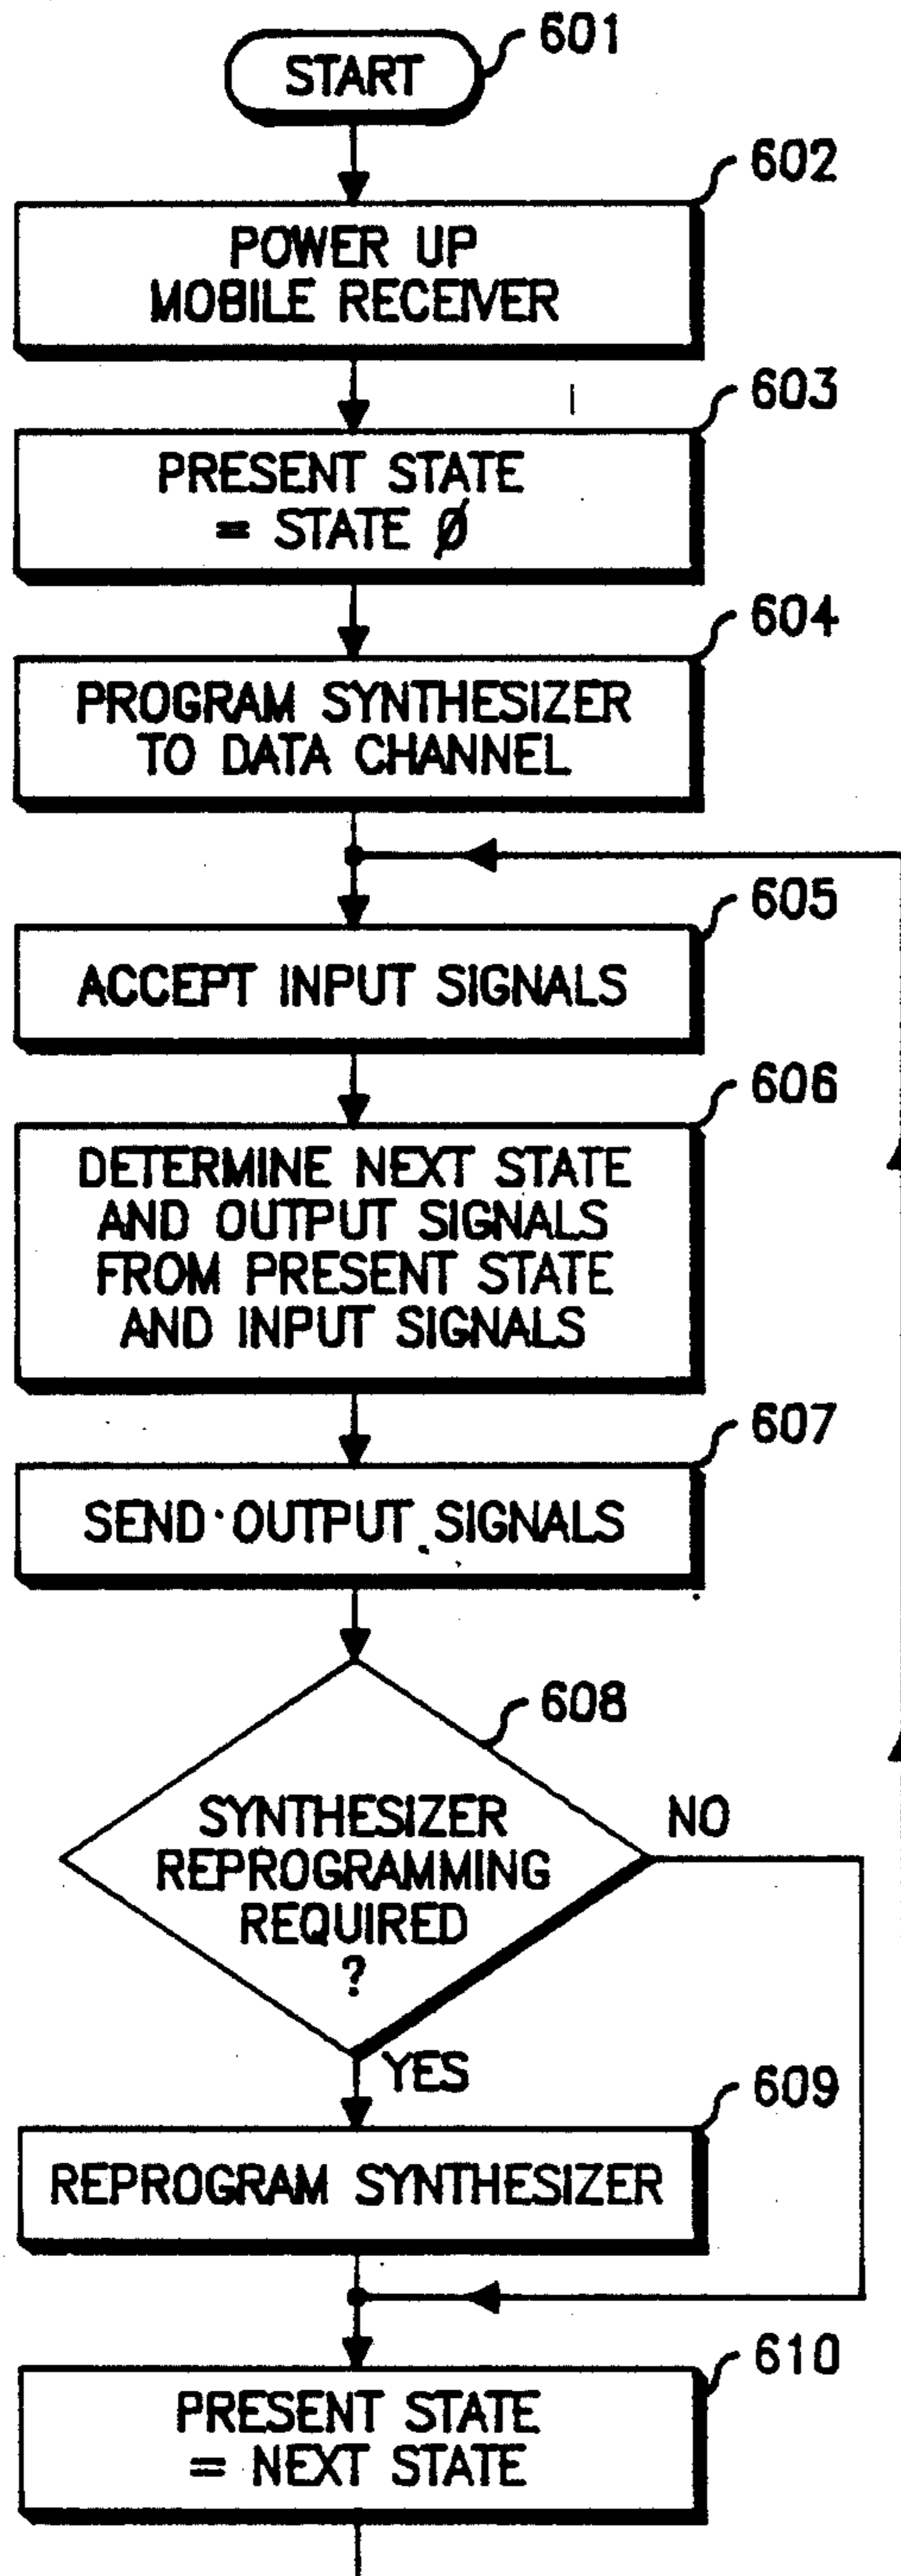 START
601
602
POWER UP
MOBILE RECEIVER
603
PRESENT STATE
= STATE Ø
604
PROGRAM SYNTHESIZER
TO DATA CHANNEL
605
ACCEPT INPUT SIGNALS
606
DETERMINE NEXT STATE
AND OUTPUT SIGNALS
FROM PRESENT STATE
AND INPUT SIGNALS
607
SEND OUTPUT SIGNALS
608
SYNTHESIZER
REPROGRAMMING
REQUIRED
?
NO
YES
609
REPROGRAM SYNTHESIZER
610
PRESENT STATE
= NEXT STATE